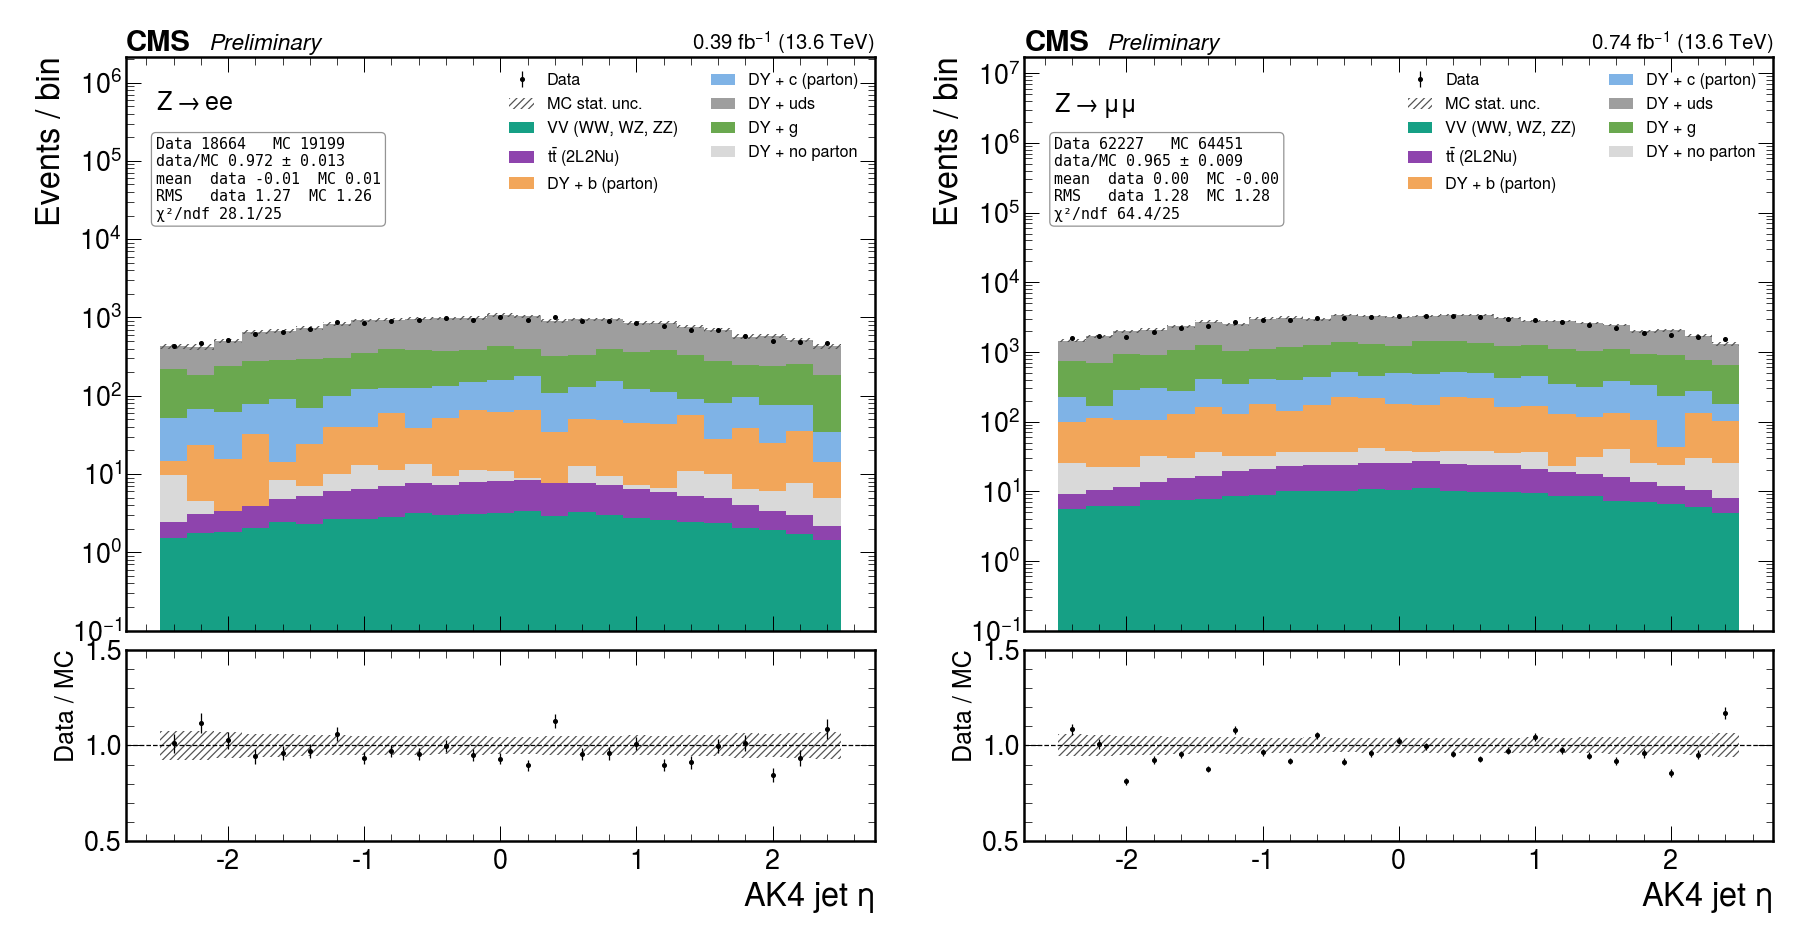 CMS Preliminary 0.39 fb⁻¹ (13.6 TeV)
Events / bin
10⁶
10⁵
10⁴
10³
10²
10¹
10⁰
10⁻¹
Z → ee
Data 18664 MC 19199
data/MC 0.972 ± 0.013
mean data -0.01 MC 0.01
RMS data 1.27 MC 1.26
χ²/ndf 28.1/25
Data
MC stat. unc.
VV (WW, WZ, ZZ)
tt̄ (2L2Nu)
DY + b (parton)
DY + c (parton)
DY + uds
DY + g
DY + no parton
Data / MC
1.5
1.0
0.5
-2 -1 0 1 2
AK4 jet η
CMS Preliminary 0.74 fb⁻¹ (13.6 TeV)
Events / bin
10⁷
10⁶
10⁵
10⁴
10³
10²
10¹
10⁰
10⁻¹
Z → μμ
Data 62227 MC 64451
data/MC 0.965 ± 0.009
mean data 0.00 MC -0.00
RMS data 1.28 MC 1.28
χ²/ndf 64.4/25
Data
MC stat. unc.
VV (WW, WZ, ZZ)
tt̄ (2L2Nu)
DY + b (parton)
DY + c (parton)
DY + uds
DY + g
DY + no parton
Data / MC
1.5
1.0
0.5
-2 -1 0 1 2
AK4 jet η